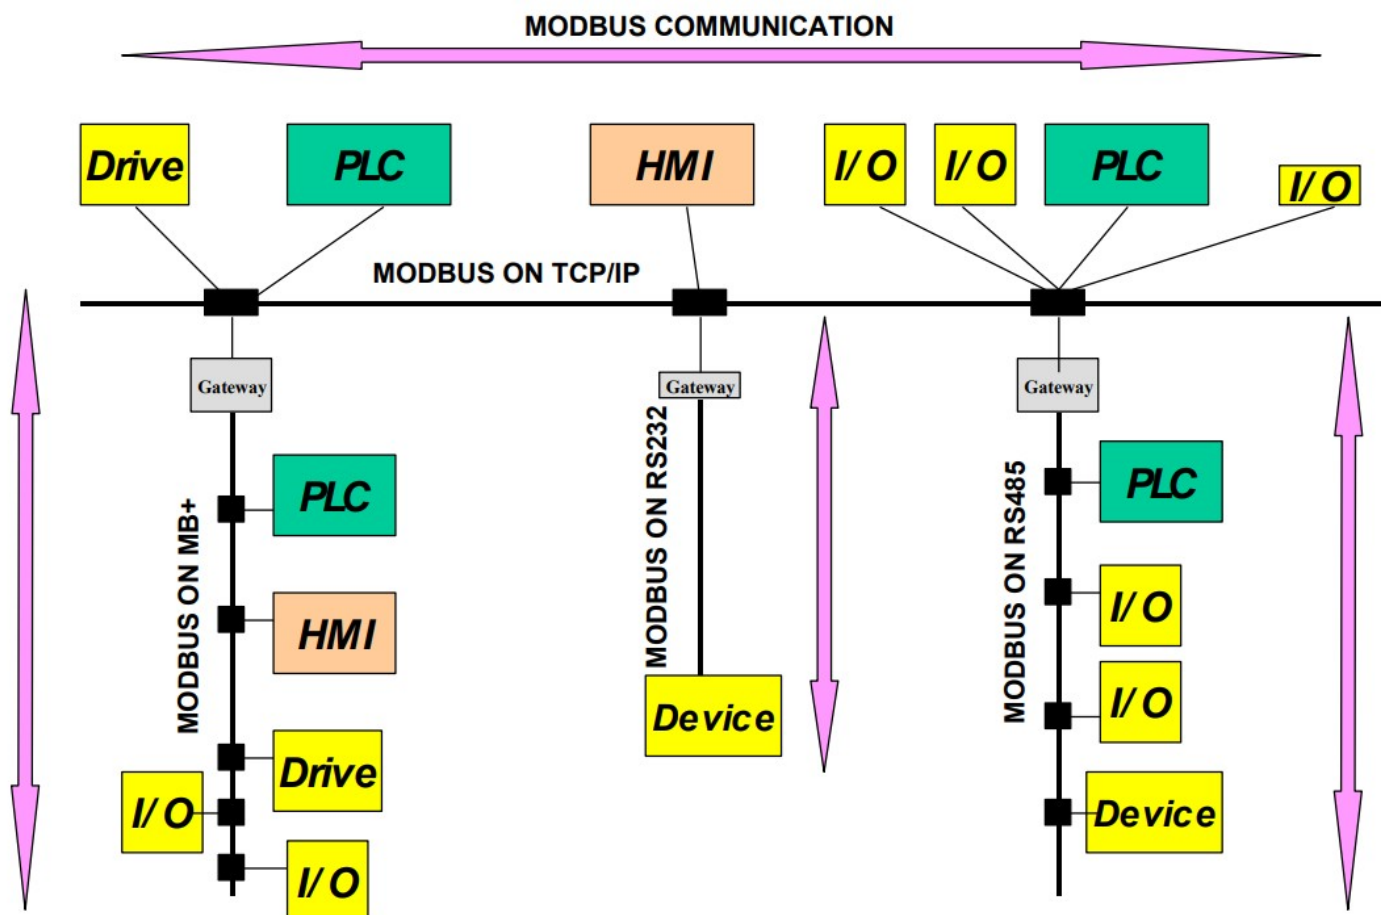 MODBUS COMMUNICATION
Drive
PLC
HMI
I/O
I/O
PLC
I/O
MODBUS ON TCP/IP
Gateway
Gateway
Gateway
MODBUS ON MB+
PLC
HMI
Drive
I/O
I/O
MODBUS ON RS232
Device
MODBUS ON RS485
PLC
I/O
I/O
Device